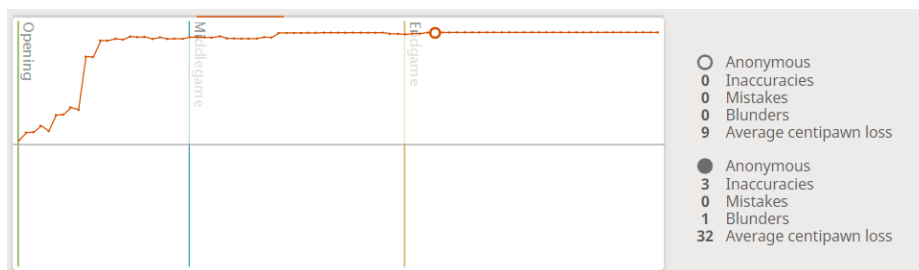 Opening
Middlegame
Endgame
Anonymous
0 Inaccuracies
0 Mistakes
0 Blunders
9 Average centipawn loss
Anonymous
3 Inaccuracies
0 Mistakes
1 Blunders
32 Average centipawn loss